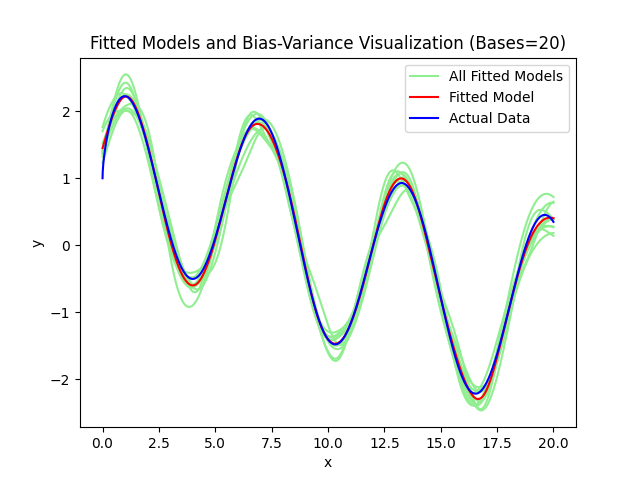 Fitted Models and Bias-Variance Visualization (Bases=20)
All Fitted Models
Fitted Model
Actual Data
y
2
1
0
−1
−2
0.0 2.5 5.0 7.5 10.0 12.5 15.0 17.5 20.0
x